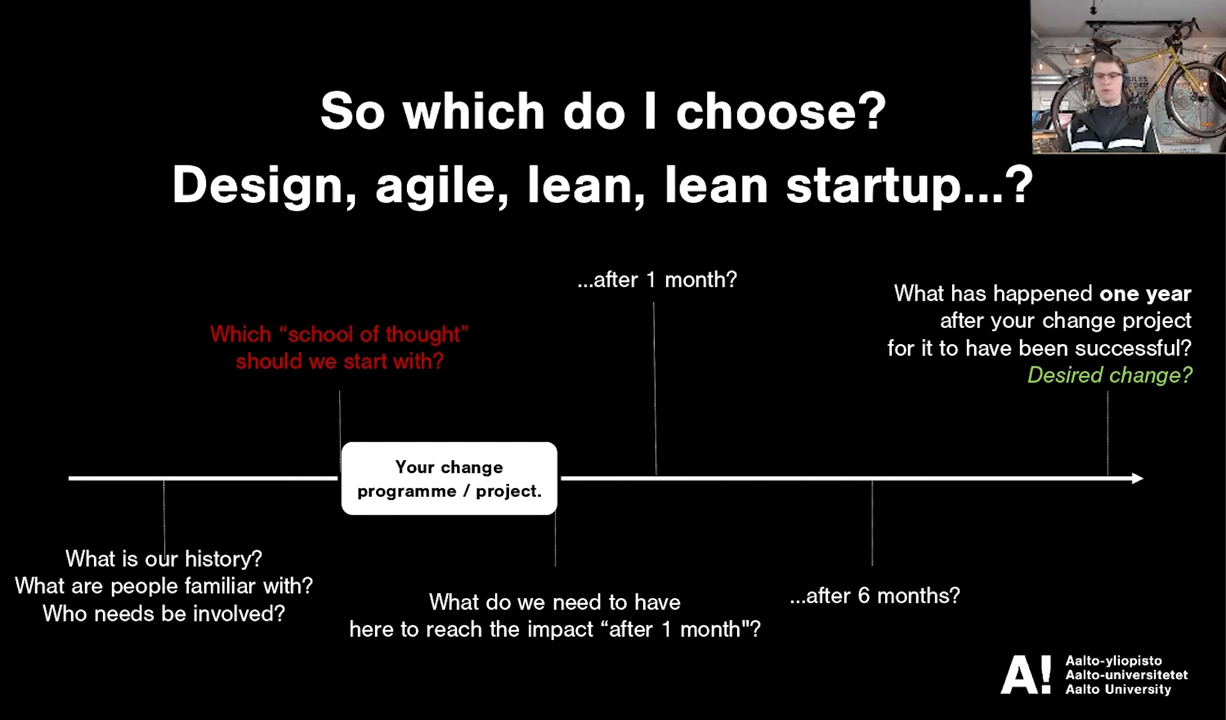 So which do I choose?
Design, agile, lean, lean startup...?
...after 1 month?
What has happened one year
after your change project
for it to have been successful?
Desired change?
Which “school of thought”
should we start with?
Your change
programme / project.
What is our history?
What are people familiar with?
Who needs be involved?
What do we need to have
here to reach the impact “after 1 month"?
...after 6 months?
A!
Aalto-yliopisto
Aalto-universitetet
Aalto University